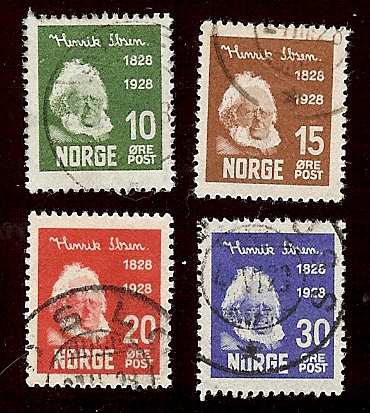 Henrik Ibsen.
1828
1928
10
NORGE ØRE
POST
Henrik Ibsen.
1828
1928
15
NORGE ØRE
POST
Henrik Ibsen.
1828
1928
20
NORGE ØRE
POST
Henrik Ibsen.
1828
1928
30
NORGE ØRE
POST